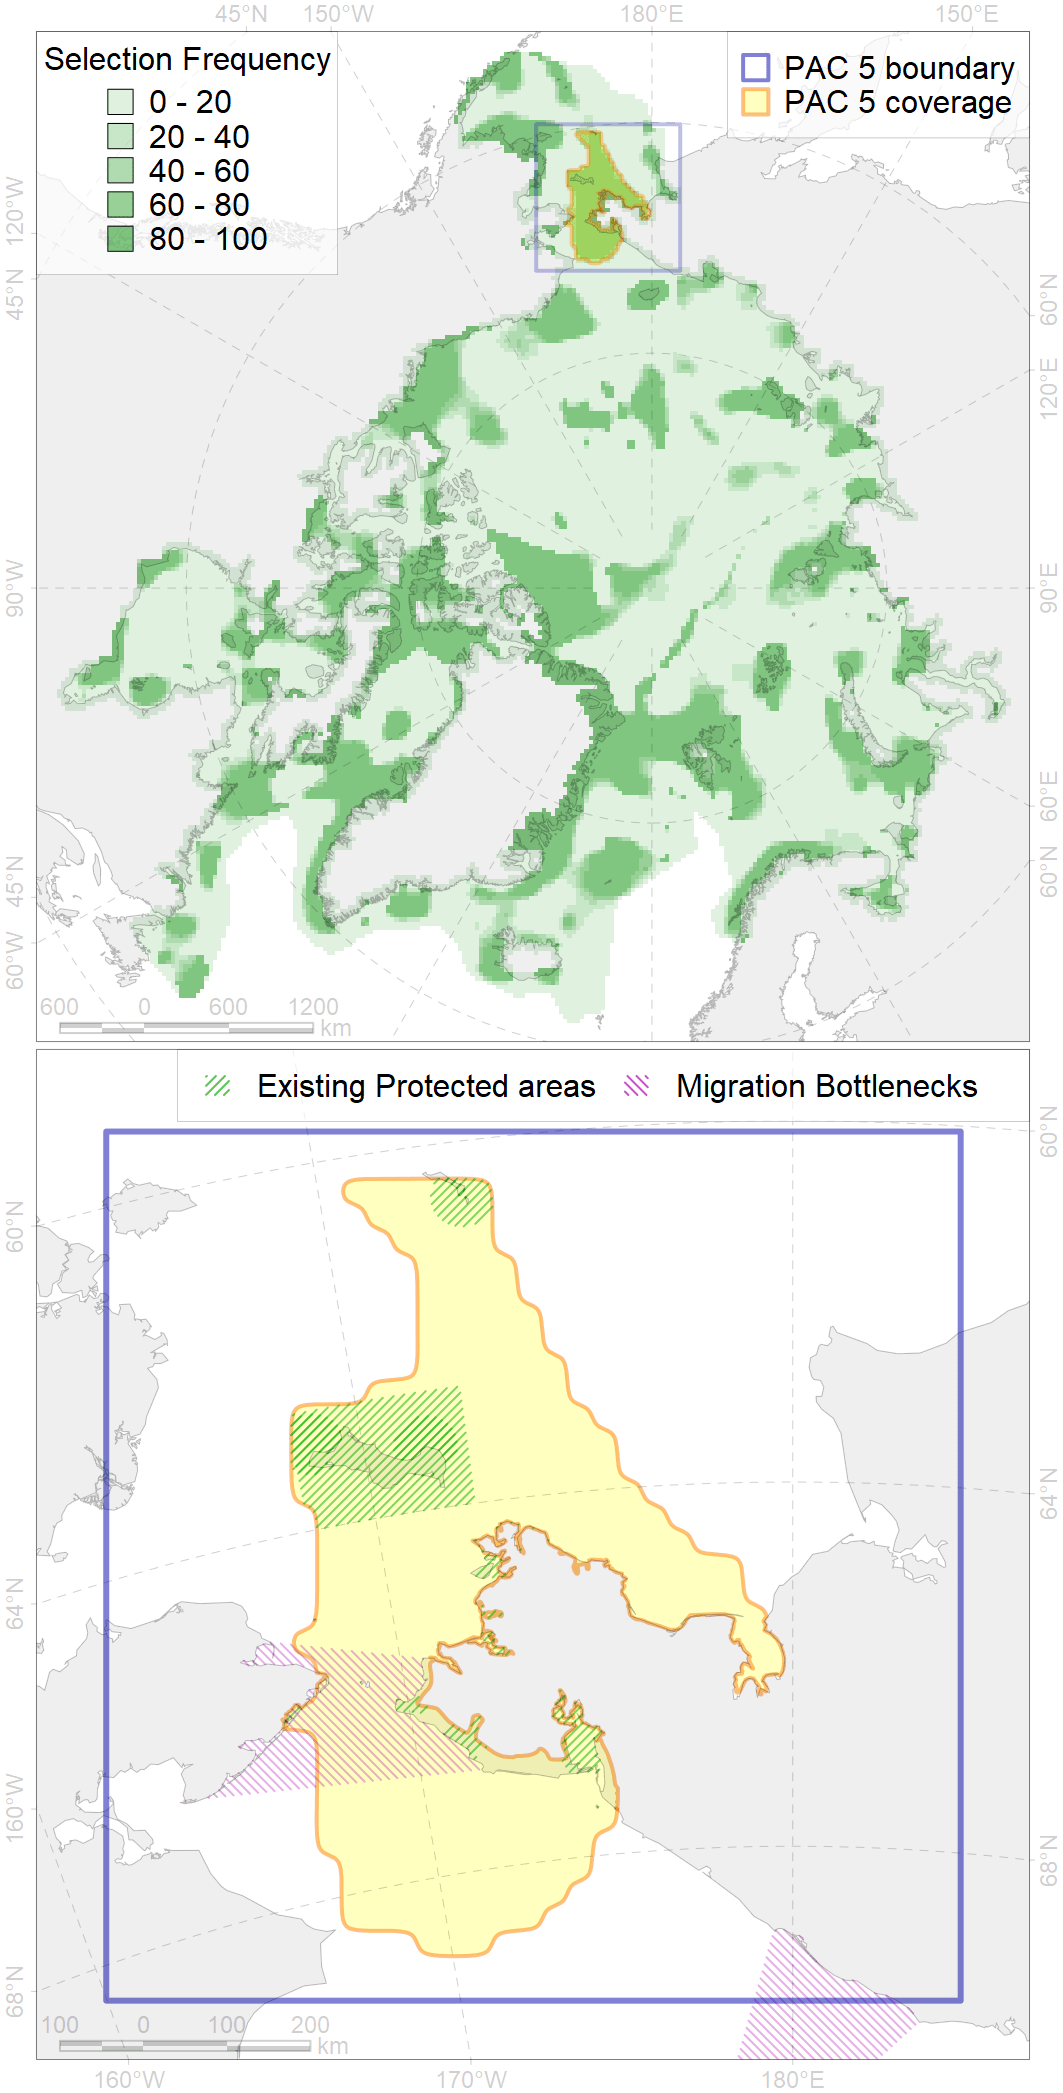 45°N 150°W 180°E 150°E
Selection Frequency
0 - 20
20 - 40
40 - 60
60 - 80
80 - 100
PAC 5 boundary
PAC 5 coverage
120°W
45°N
90°W
45°N
60°W
60°N
120°E
90°E
60°E
60°N
600 0 600 1200
km
Existing Protected areas
Migration Bottlenecks
60°N
64°N
160°W
68°N
60°N
64°N
68°N
100 0 100 200
km
160°W 170°W 180°E